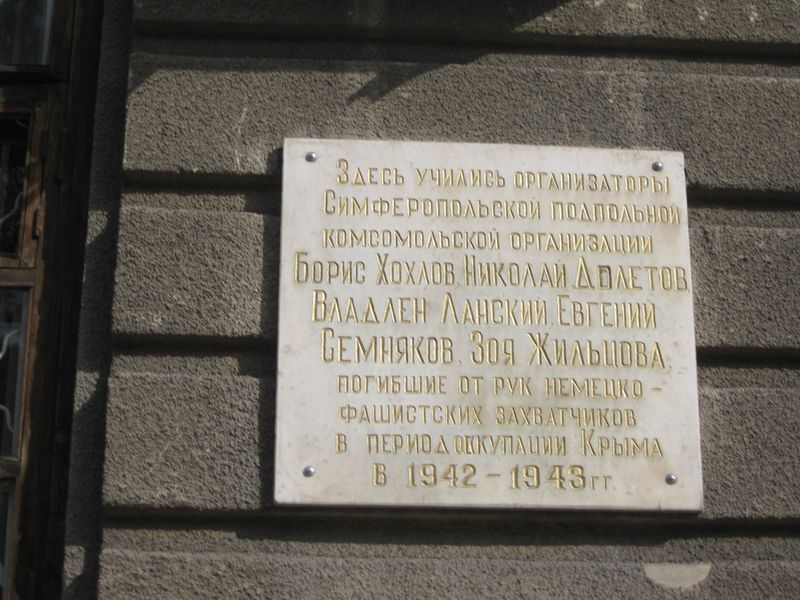 Здесь учились организаторы
Симферопольской подпольной
комсомольской организации
Борис Хохлов, Николай Долетов,
Владлен Ланский, Евгений
Семняков, Зоя Жильцова,
погибшие от рук немецко-
фашистских захватчиков
в период оккупации Крыма
в 1942-1943 гг.